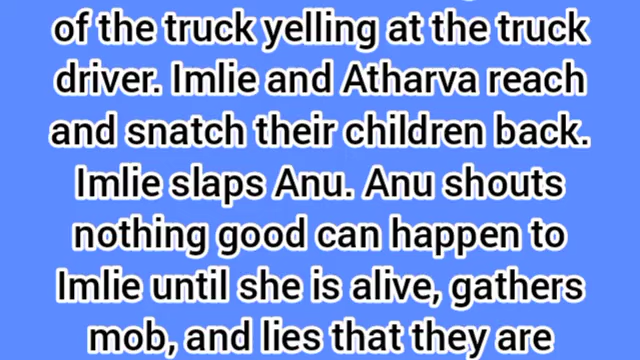 of the truck yelling at the truck
driver. Imlie and Atharva reach
and snatch their children back.
Imlie slaps Anu. Anu shouts
nothing good can happen to
Imlie until she is alive, gathers
mob, and lies that they are